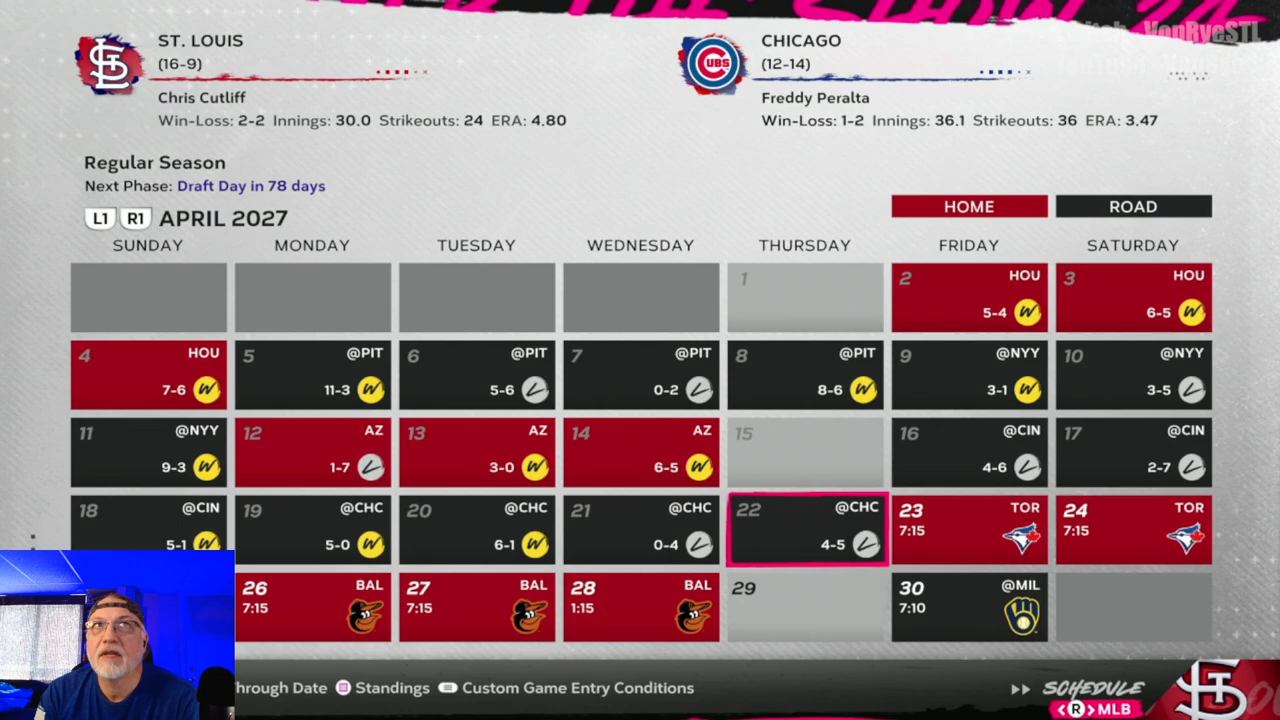 Twitch_VonRyeSTL
ST. LOUIS
(16-9)
Chris Cutliff
Win-Loss: 2-2 Innings: 30.0 Strikeouts: 24 ERA: 4.80
CUBS
CHICAGO
(12-14)
Freddy Peralta
Win-Loss: 1-2 Innings: 36.1 Strikeouts: 36 ERA: 3.47
Regular Season
Next Phase: Draft Day in 78 days
L1 R1 APRIL 2027
HOME ROAD
SUNDAY MONDAY TUESDAY WEDNESDAY THURSDAY FRIDAY SATURDAY
1 2 HOU 3 HOU
5-4 W 6-5 W
4 HOU 5 @PIT 6 @PIT 7 @PIT 8 @PIT 9 @NYY 10 @NYY
7-6 W 11-3 W 5-6 L 0-2 L 8-6 W 3-1 W 3-5 L
11 @NYY 12 AZ 13 AZ 14 AZ 15 16 @CIN 17 @CIN
9-3 W 1-7 L 3-0 W 6-5 W 4-6 L 2-7 L
18 @CIN 19 @CHC 20 @CHC 21 @CHC 22 @CHC 23 TOR 24 TOR
5-1 W 5-0 W 6-1 W 0-4 L 4-5 L 7:15 7:15
26 BAL 27 BAL 28 BAL 29 30 @MIL
7:15 7:15 1:15 7:10
hrough Date Standings Custom Game Entry Conditions
SCHEDULE
R MLB